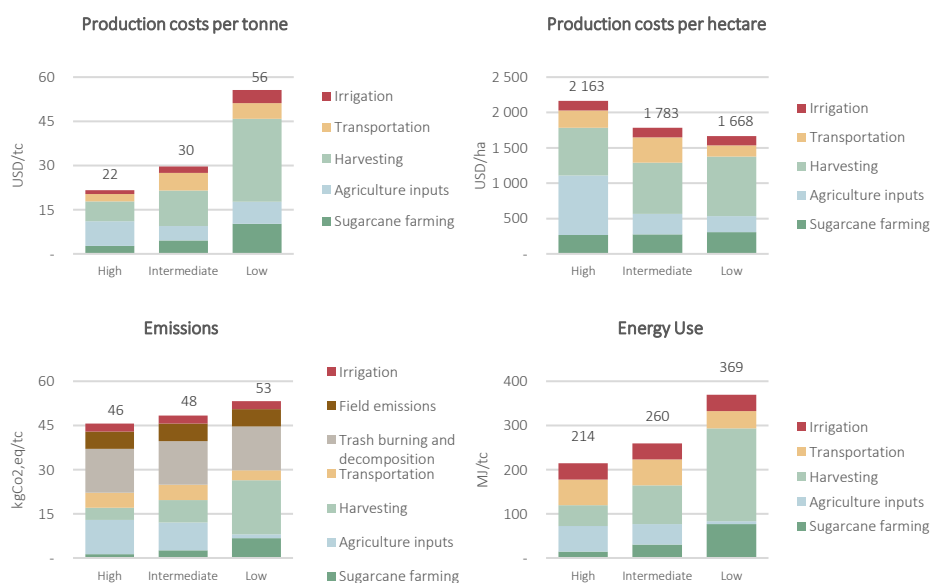 Production costs per tonne
60
45
30
15
-
USD/tc
22
30
56
High
Intermediate
Low
Irrigation
Transportation
Harvesting
Agriculture inputs
Sugarcane farming
Production costs per hectare
2 500
2 000
1 500
1 000
500
-
USD/ha
2 163
1 783
1 668
High
Intermediate
Low
Irrigation
Transportation
Harvesting
Agriculture inputs
Sugarcane farming
Emissions
60
45
30
15
-
kgCo2,eq/tc
46
48
53
High
Intermediate
Low
Irrigation
Field emissions
Trash burning and
decomposition
Transportation
Harvesting
Agriculture inputs
Sugarcane farming
Energy Use
400
300
200
100
-
MJ/tc
214
260
369
High
Intermediate
Low
Irrigation
Transportation
Harvesting
Agriculture inputs
Sugarcane farming